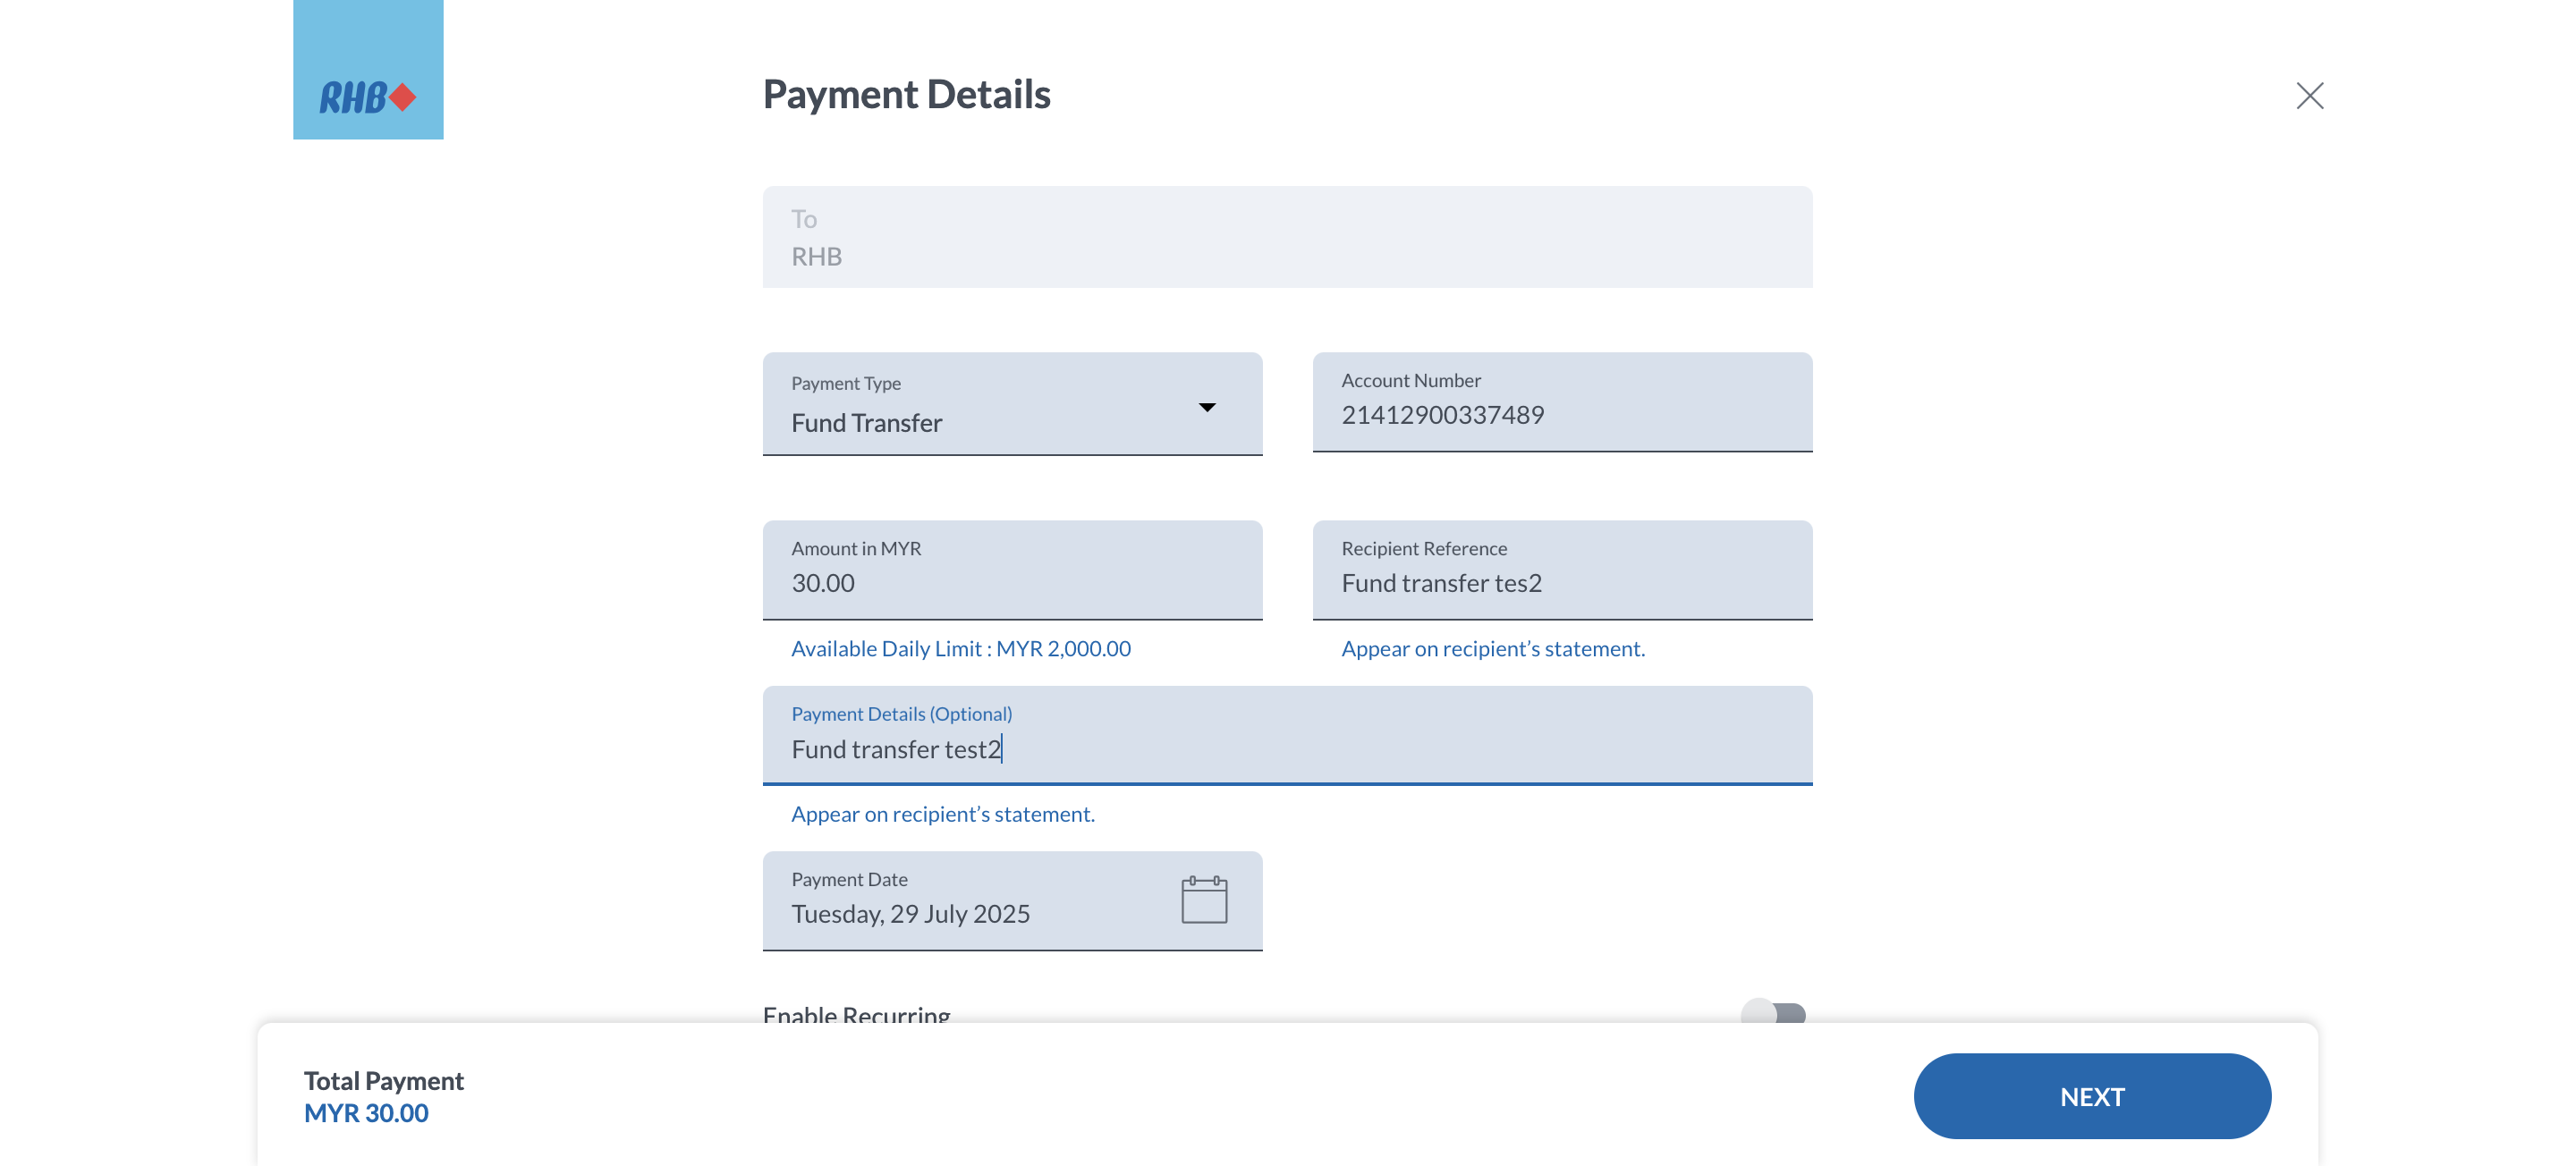 RHB
Payment Details
To
RHB
Payment Type
Fund Transfer
Account Number
21412900337489
Amount in MYR
30.00
Available Daily Limit : MYR 2,000.00
Recipient Reference
Fund transfer tes2
Appear on recipient’s statement.
Payment Details (Optional)
Fund transfer test2
Appear on recipient’s statement.
Payment Date
Tuesday, 29 July 2025
Enable Recurring
Total Payment
MYR 30.00
NEXT